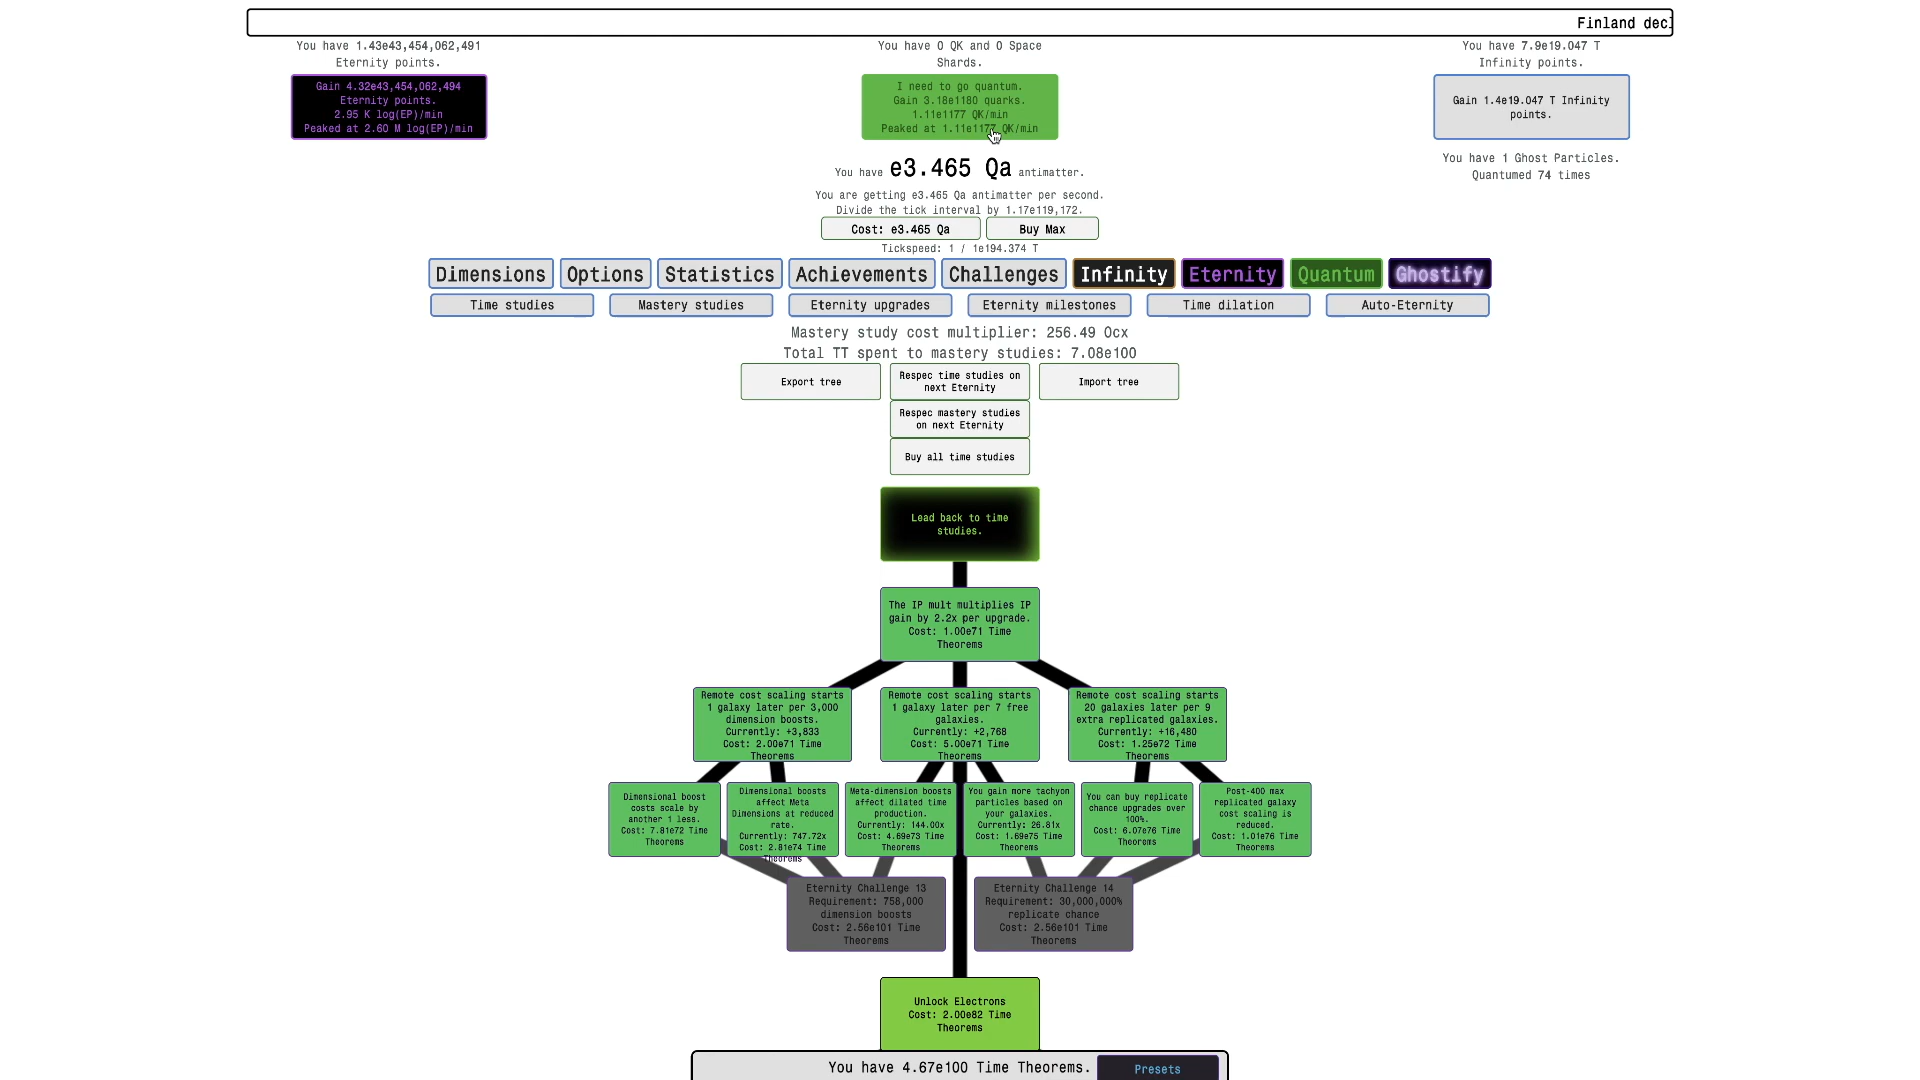 Finland decl
You have 1.43e43,454,062,491
Eternity points.
Gain 4.32e43,454,062,494
Eternity points.
2.95 K log(EP)/min
Peaked at 2.60 M log(EP)/min
You have 0 QK and 0 Space
Shards.
I need to go quantum.
Gain 3.18e1180 quarks.
1.11e1177 QK/min
Peaked at 1.11e1177 QK/min
You have 7.9e19.047 T
Infinity points.
Gain 1.4e19.047 T Infinity
points.
You have 1 Ghost Particles.
Quantumed 74 times
You have e3.465 Qa antimatter.
You are getting e3.465 Qa antimatter per second.
Divide the tick interval by 1.17e119,172.
Cost: e3.465 Qa
Buy Max
Tickspeed: 1 / 1e194.374 T
Dimensions
Options
Statistics
Achievements
Challenges
Infinity
Eternity
Quantum
Ghostify
Time studies
Mastery studies
Eternity upgrades
Eternity milestones
Time dilation
Auto-Eternity
Mastery study cost multiplier: 256.49 Ocx
Total TT spent to mastery studies: 7.08e100
Export tree
Respec time studies on
next Eternity
Import tree
Respec mastery studies
on next Eternity
Buy all time studies
Lead back to time
studies.
The IP mult multiplies IP
gain by 2.2x per upgrade.
Cost: 1.00e71 Time
Theorems
Remote cost scaling starts
1 galaxy later per 3,000
dimension boosts.
Currently: +3,833
Cost: 2.00e71 Time
Theorems
Remote cost scaling starts
1 galaxy later per 7 free
galaxies.
Currently: +2,768
Cost: 5.00e71 Time
Theorems
Remote cost scaling starts
20 galaxies later per 9
extra replicated galaxies.
Currently: +16,480
Cost: 1.25e72 Time
Theorems
Dimensional boost
costs scale by
another 1 less.
Cost: 7.81e72 Time
Theorems
Dimensional boosts
affect Meta
Dimensions at reduced
rate.
Currently: 747.72x
Cost: 2.81e74 Time
Theorems
Meta-dimension boosts
affect dilated time
production.
Currently: 144.00x
Cost: 4.69e73 Time
Theorems
You gain more tachyon
particles based on
your galaxies.
Currently: 26.81x
Cost: 1.69e75 Time
Theorems
You can buy replicate
chance upgrades over
100%.
Cost: 6.07e76 Time
Theorems
Post-400 max
replicated galaxy
cost scaling is
reduced.
Cost: 1.01e76 Time
Theorems
Eternity Challenge 13
Requirement: 758,000
dimension boosts
Cost: 2.56e101 Time
Theorems
Eternity Challenge 14
Requirement: 30,000,000%
replicate chance
Cost: 2.56e101 Time
Theorems
Unlock Electrons
Cost: 2.00e82 Time
Theorems
You have 4.67e100 Time Theorems.
Presets